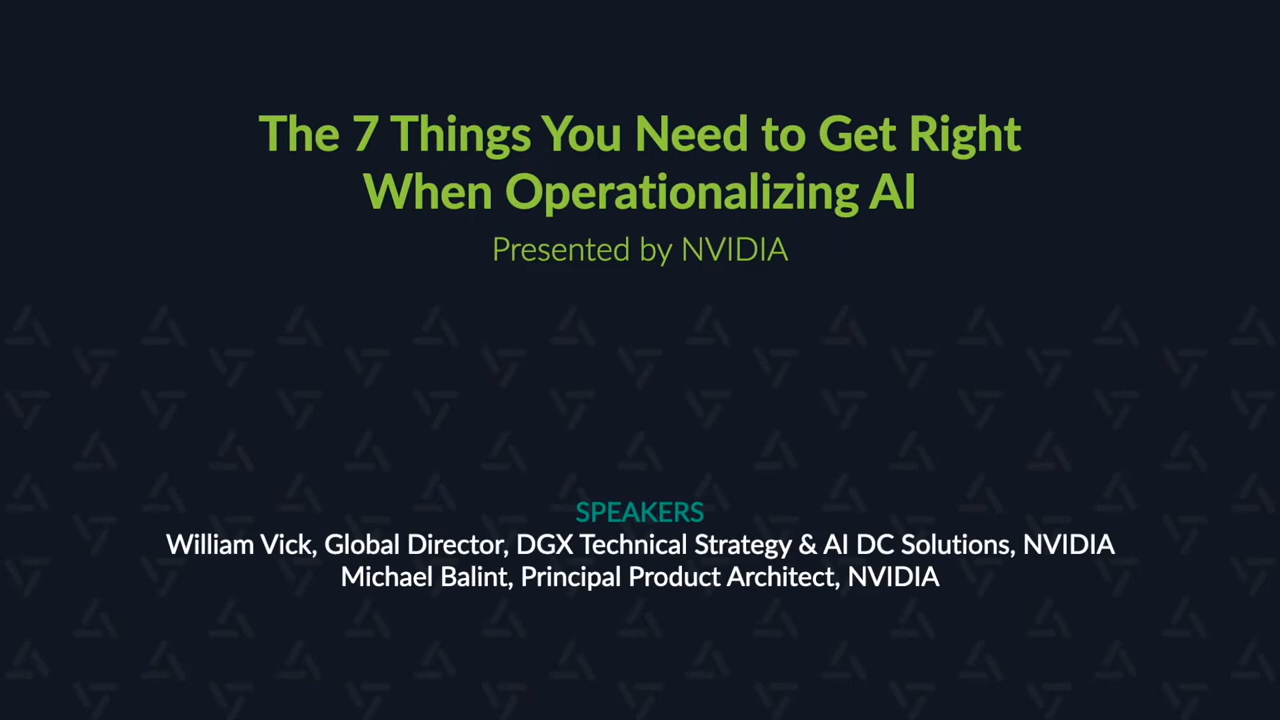 The 7 Things You Need to Get Right
When Operationalizing AI
Presented by NVIDIA
SPEAKERS
William Vick, Global Director, DGX Technical Strategy & AI DC Solutions, NVIDIA
Michael Balint, Principal Product Architect, NVIDIA